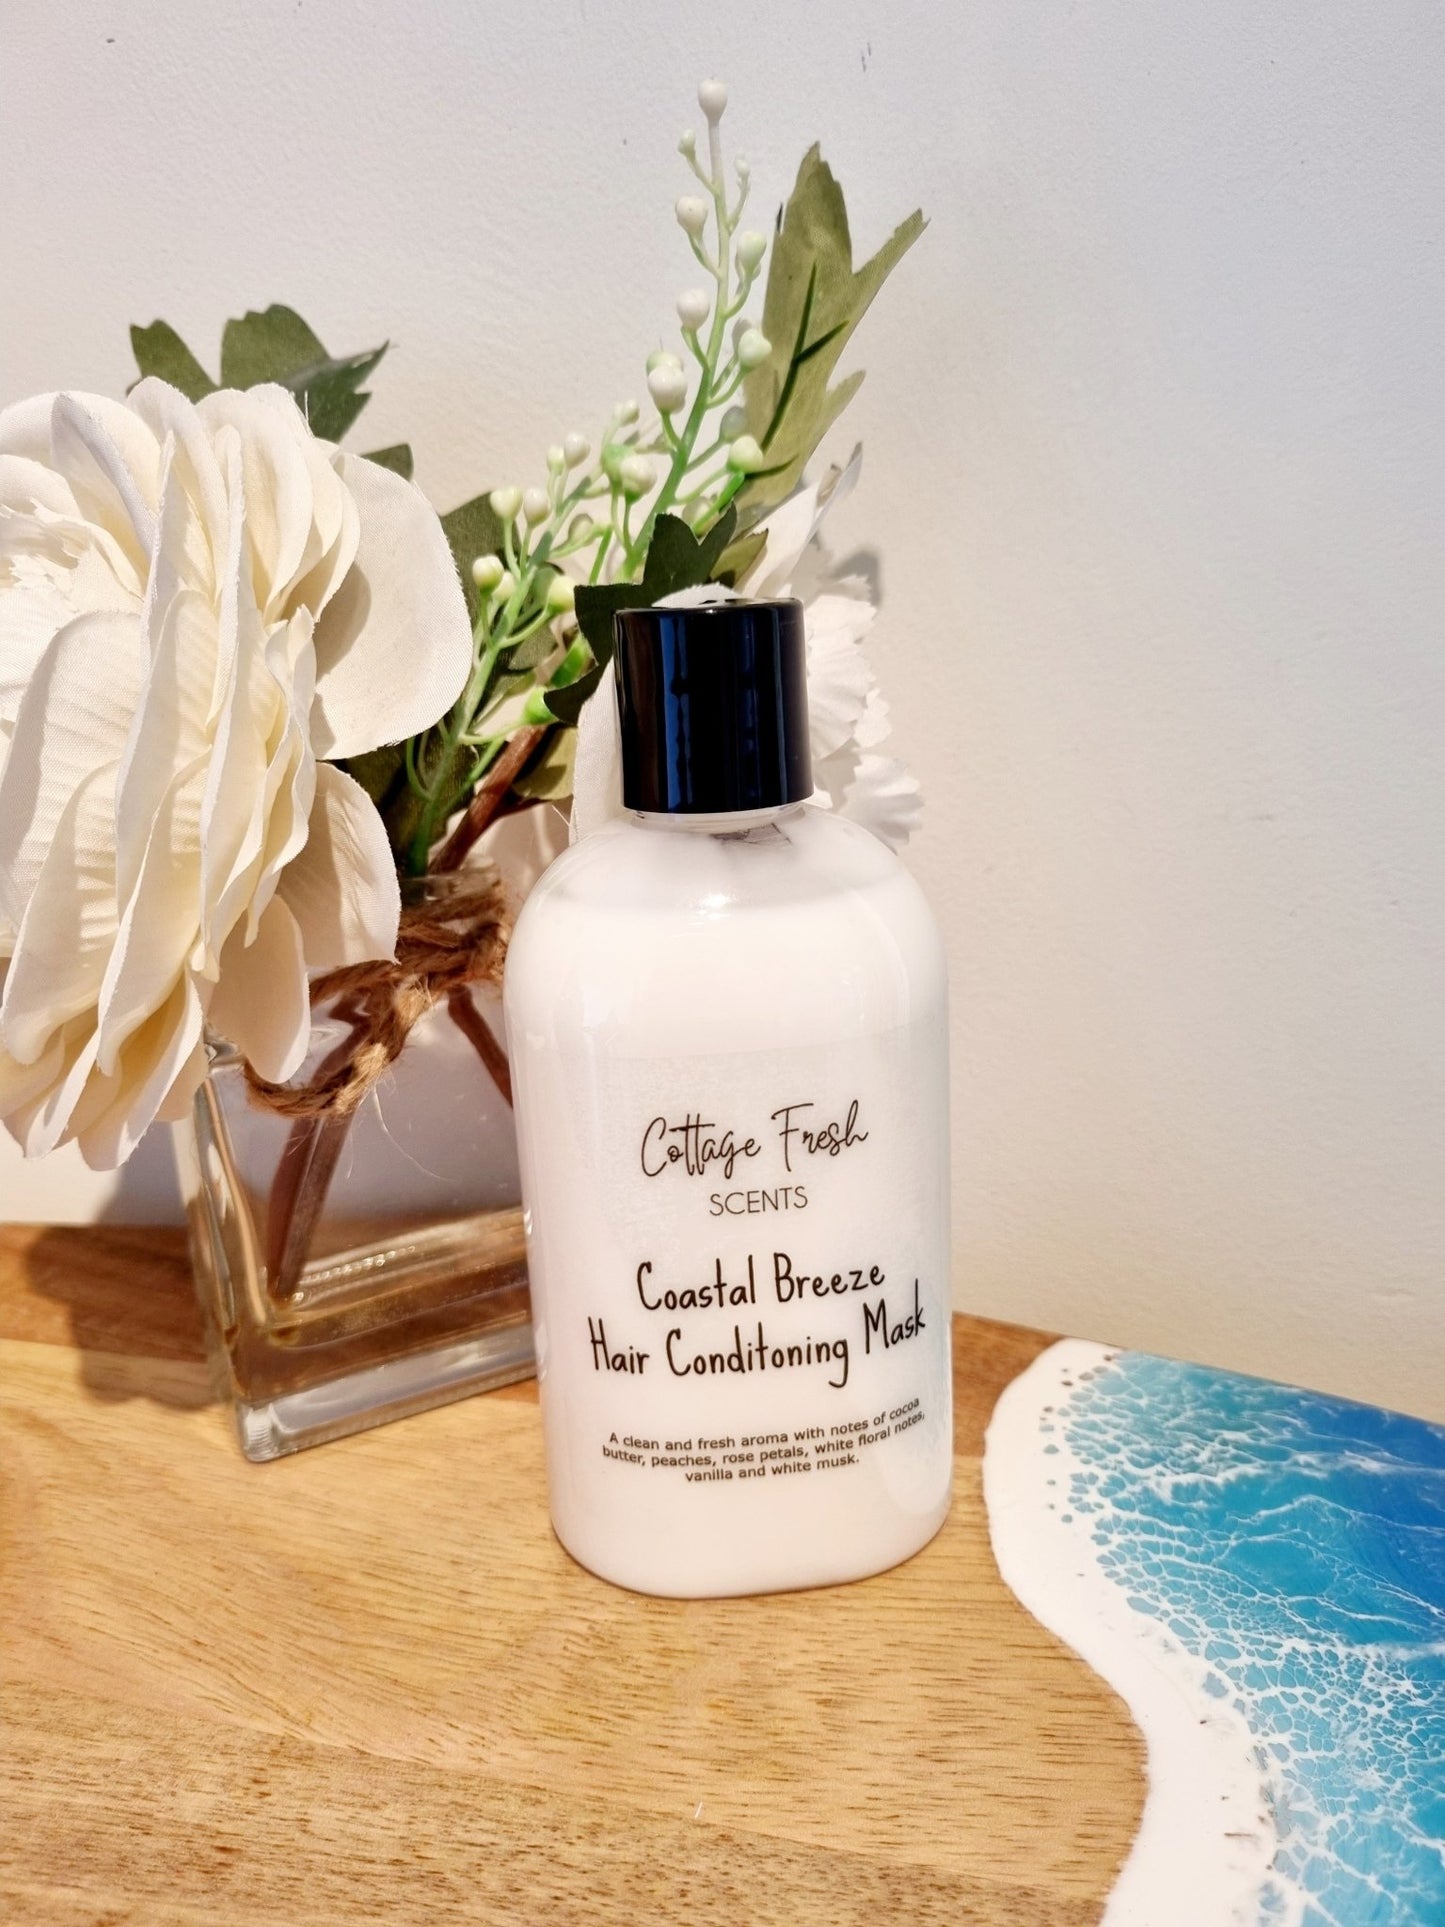 Cottage Fresh
SCENTS
Coastal Breeze
Hair Conditoning Mask
A clean and fresh aroma with notes of cocoa
butter, peaches, rose petals, white floral notes,
vanilla and white musk.